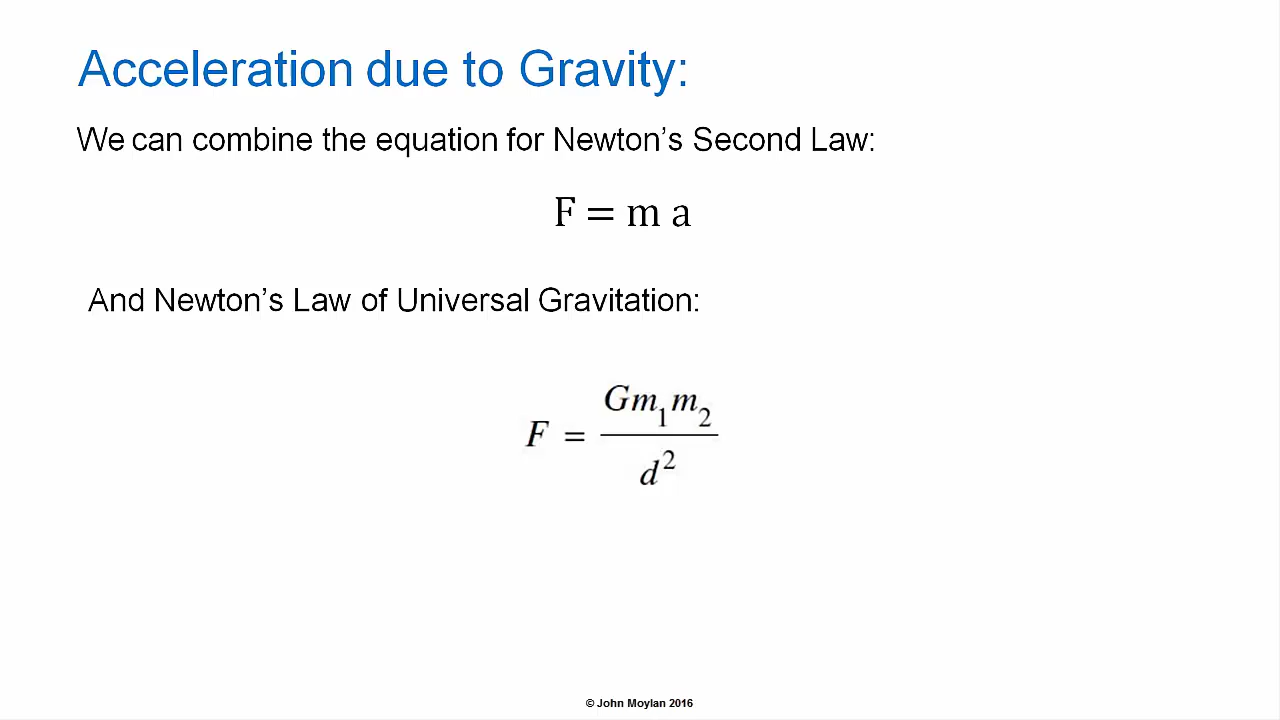 Acceleration due to Gravity:
We can combine the equation for Newton’s Second Law:
F = m a
And Newton’s Law of Universal Gravitation:
F = Gm₁m₂ / d²
© John Moylan 2016